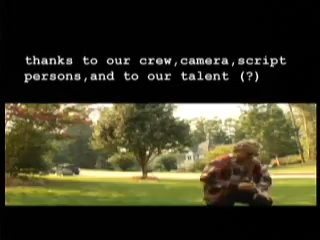 thanks to our crew,camera,script
persons,and to our talent (?)